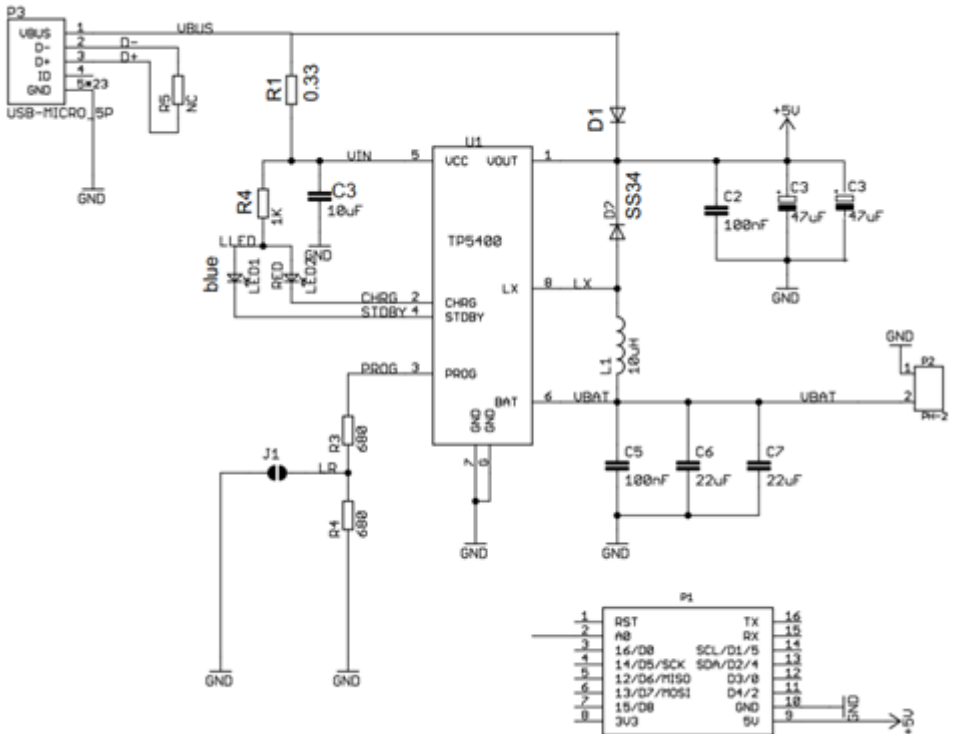 P3
VBUS 1 VBUS
D- 2 D-
D+ 3 D+
ID 4
GND 5*23
USB-MICRO_5P
R5
NC
GND
R1
0.33
D1
+5V
U1
VIN 5 VCC VOUT 1
R4
1K
C3
10uF
GND
TP5400
D2
SS34
C2
100nF
C3
47uF
C3
47uF
GND
LLED
blue
LED1
RED
LED2
CHRG 2 CHRG
STDBY 4 STDBY
LX 8 LX
L1
10uH
PROG 3 PROG
BAT 6 VBAT VBAT
GND
P2
1
2
PH-2
GND
GND
7
R3
680
J1
LR
R4
680
C5
100nF
C6
22uF
C7
22uF
GND
GND
GND
GND
P1
1 RST TX 16
2 A0 RX 15
3 16/D0 SCL/D1/5 14
4 14/D5/SCK SDA/D2/4 13
5 12/D6/MISO D3/0 12
6 13/D7/MOSI D4/2 11
7 15/D8 GND 10 GND
8 3V3 5V 9 +5V